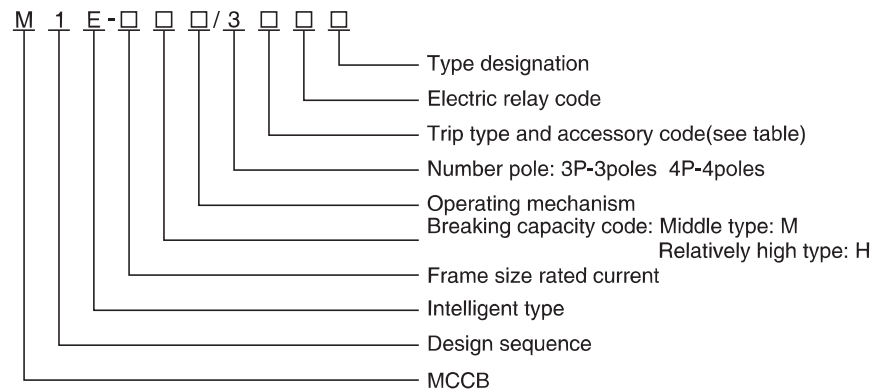 M 1 E-□ □ □/3 □ □ □
Type designation
Electric relay code
Trip type and accessory code(see table)
Number pole: 3P-3poles 4P-4poles
Operating mechanism
Breaking capacity code: Middle type: M
Relatively high type: H
Frame size rated current
Intelligent type
Design sequence
MCCB